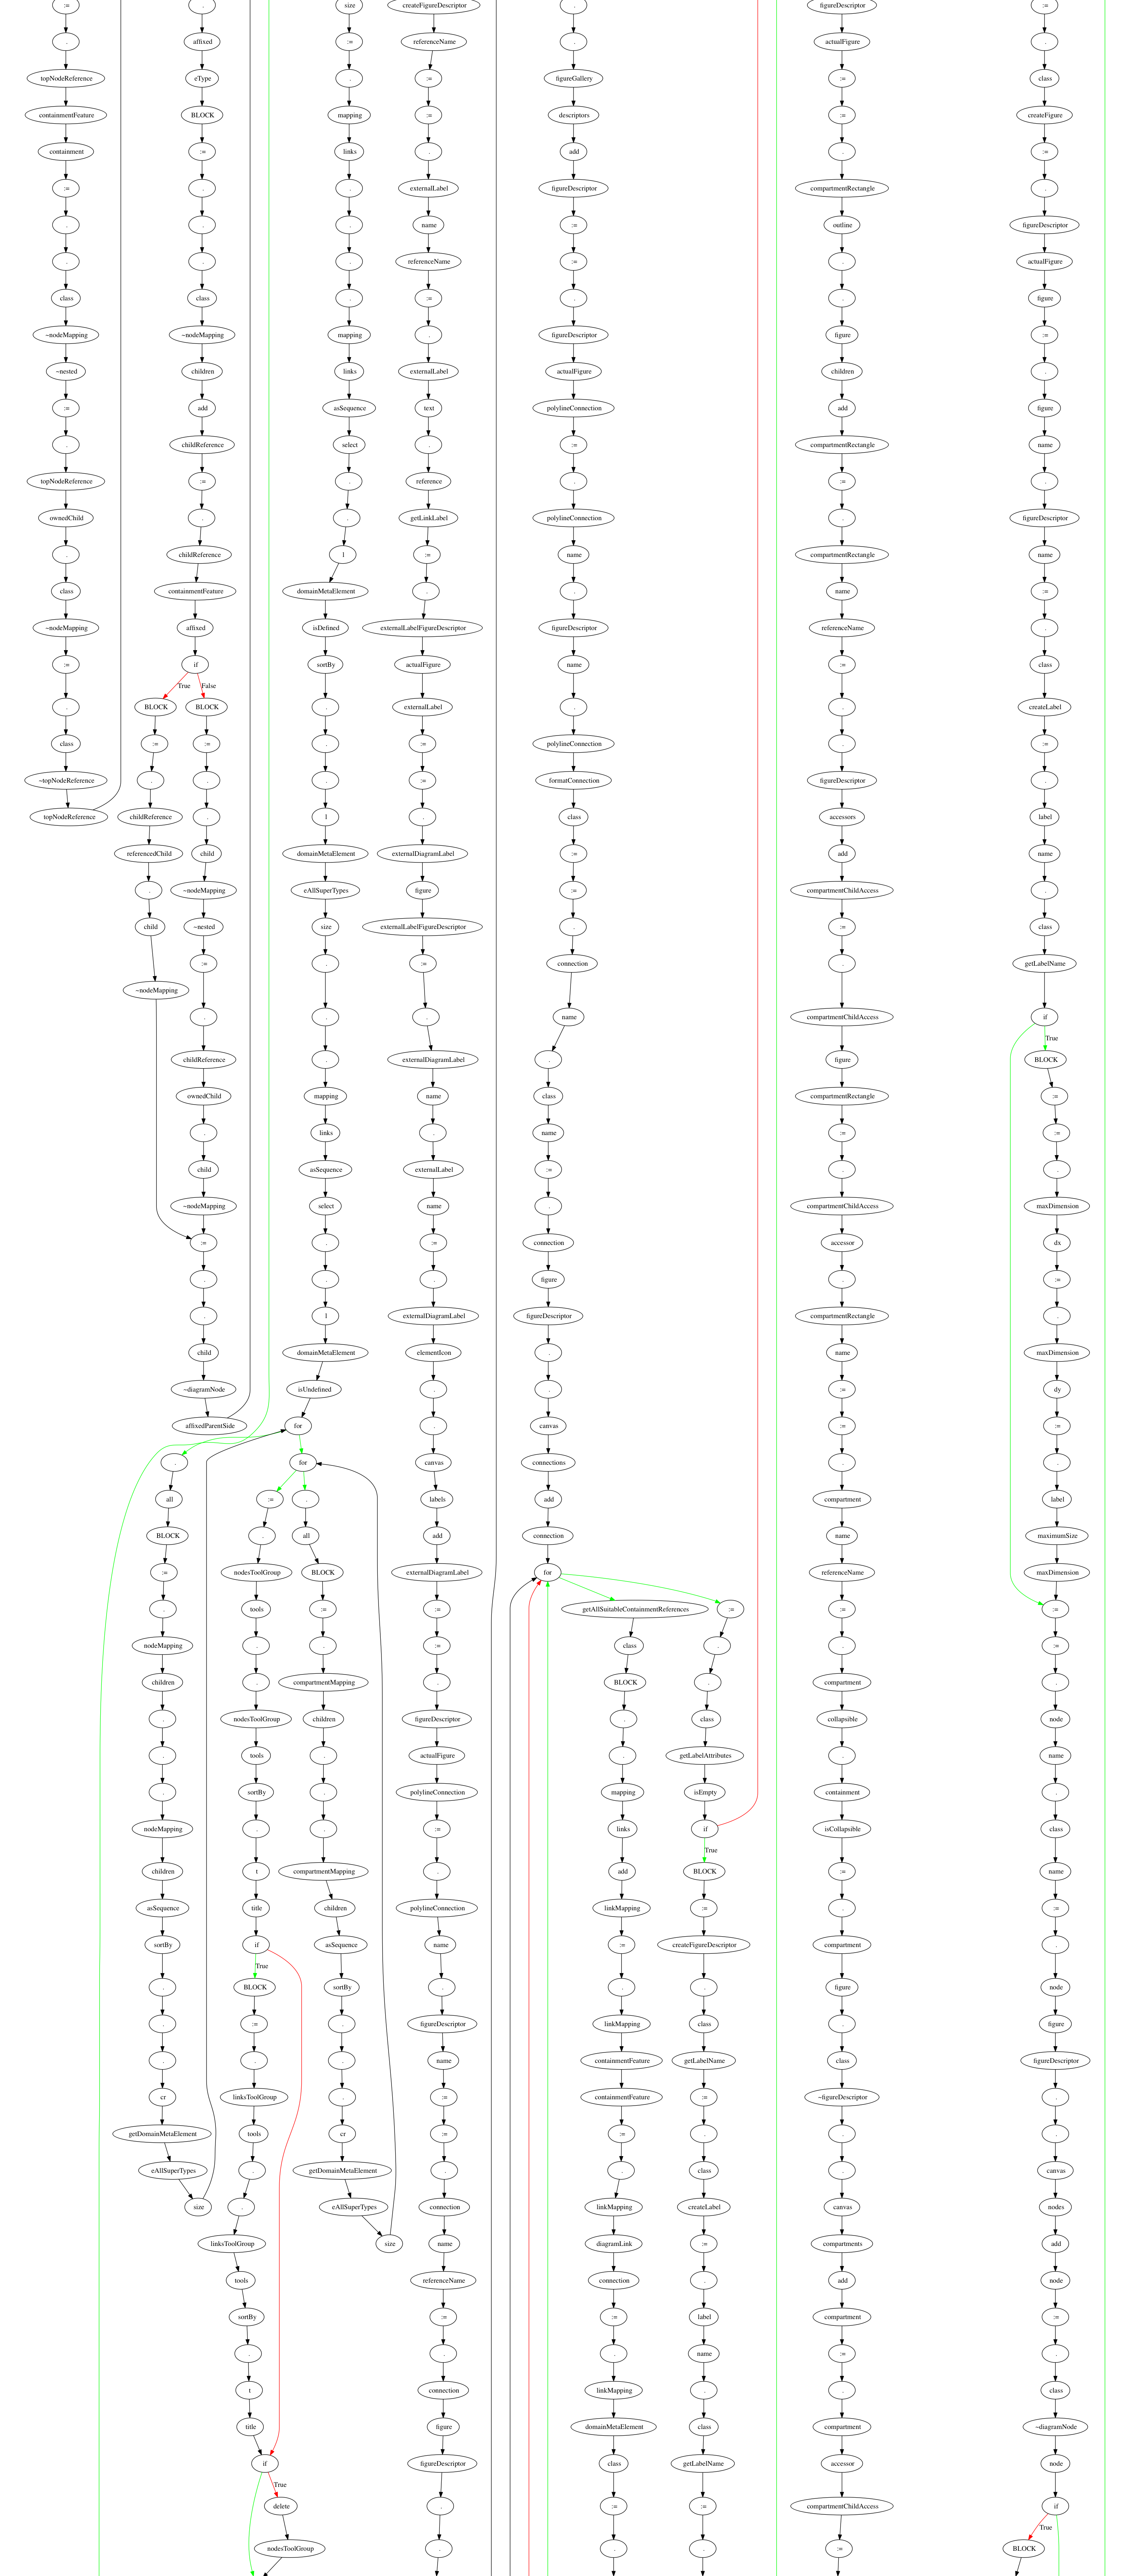 :=
.
topNodeReference
containmentFeature
containment
:=
.
.
class
~nodeMapping
~nested
:=
.
topNodeReference
ownedChild
.
class
~nodeMapping
:=
.
class
~topNodeReference
topNodeReference
.
affixed
eType
BLOCK
:=
.
.
.
class
~nodeMapping
children
add
childReference
:=
.
childReference
containmentFeature
affixed
if
True
False
BLOCK
:=
.
childReference
referencedChild
.
child
~nodeMapping
BLOCK
:=
.
.
child
~nodeMapping
~nested
:=
.
childReference
ownedChild
.
child
~nodeMapping
:=
.
.
child
~diagramNode
affixedParentSide
size
:=
.
mapping
links
.
.
.
.
mapping
links
asSequence
select
.
.
l
domainMetaElement
isDefined
sortBy
.
.
.
l
domainMetaElement
eAllSuperTypes
size
.
.
.
mapping
links
asSequence
select
.
.
l
domainMetaElement
isUndefined
for
.
all
BLOCK
:=
.
nodeMapping
children
.
.
.
nodeMapping
children
asSequence
sortBy
.
.
.
cr
getDomainMetaElement
eAllSuperTypes
size
for
:=
.
nodesToolGroup
tools
.
.
nodesToolGroup
tools
sortBy
.
t
title
if
True
BLOCK
:=
.
linksToolGroup
tools
.
.
linksToolGroup
tools
sortBy
.
t
title
if
True
delete
nodesToolGroup
.
all
BLOCK
:=
.
compartmentMapping
children
.
.
.
compartmentMapping
children
asSequence
sortBy
.
.
.
cr
getDomainMetaElement
eAllSuperTypes
size
createFigureDescriptor
referenceName
:=
:=
.
externalLabel
name
referenceName
:=
.
externalLabel
text
.
reference
getLinkLabel
:=
.
externalLabelFigureDescriptor
actualFigure
externalLabel
:=
:=
.
externalDiagramLabel
figure
externalLabelFigureDescriptor
:=
.
externalDiagramLabel
name
.
externalLabel
name
:=
.
externalDiagramLabel
elementIcon
.
.
canvas
labels
add
externalDiagramLabel
:=
:=
.
figureDescriptor
actualFigure
polylineConnection
:=
.
polylineConnection
name
.
figureDescriptor
name
:=
:=
.
connection
name
referenceName
:=
.
connection
figure
figureDescriptor
.
.
.
.
figureGallery
descriptors
add
figureDescriptor
:=
:=
.
figureDescriptor
actualFigure
polylineConnection
:=
.
polylineConnection
name
.
figureDescriptor
name
.
polylineConnection
formatConnection
class
:=
:=
.
connection
name
.
class
name
:=
.
connection
figure
figureDescriptor
.
.
canvas
connections
add
connection
for
getAllSuitableContainmentReferences
class
BLOCK
.
.
mapping
links
add
linkMapping
:=
.
linkMapping
containmentFeature
containmentFeature
:=
.
linkMapping
diagramLink
connection
:=
.
linkMapping
domainMetaElement
class
:=
.
:=
.
.
class
getLabelAttributes
isEmpty
if
True
BLOCK
:=
createFigureDescriptor
.
class
getLabelName
:=
.
class
createLabel
:=
.
label
name
.
class
getLabelName
:=
.
figureDescriptor
actualFigure
:=
:=
.
compartmentRectangle
outline
.
.
figure
children
add
compartmentRectangle
:=
.
compartmentRectangle
name
referenceName
:=
.
.
figureDescriptor
accessors
add
compartmentChildAccess
:=
.
compartmentChildAccess
figure
compartmentRectangle
:=
.
compartmentChildAccess
accessor
.
compartmentRectangle
name
:=
:=
.
compartment
name
referenceName
:=
.
compartment
collapsible
.
containment
isCollapsible
:=
.
compartment
figure
.
class
~figureDescriptor
.
.
canvas
compartments
add
compartment
:=
.
compartment
accessor
compartmentChildAccess
:=
:=
.
class
createFigure
:=
.
figureDescriptor
actualFigure
figure
:=
.
figure
name
.
figureDescriptor
name
:=
.
class
createLabel
:=
.
label
name
.
class
getLabelName
if
True
BLOCK
:=
:=
.
maxDimension
dx
:=
.
maxDimension
dy
:=
.
label
maximumSize
maxDimension
:=
:=
.
node
name
.
class
name
:=
.
node
figure
figureDescriptor
.
.
canvas
nodes
add
node
:=
.
class
~diagramNode
node
if
True
BLOCK